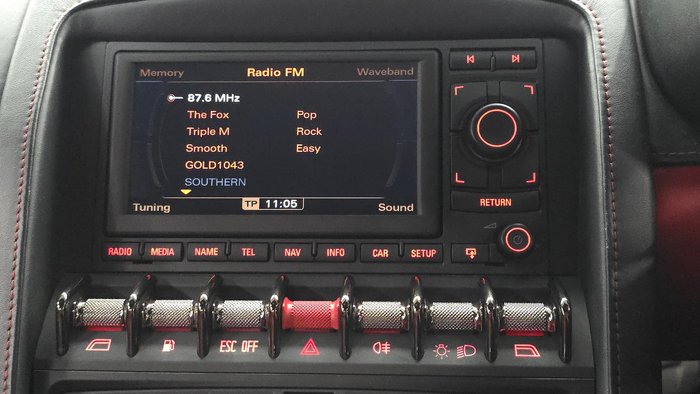 Memory Radio FM Waveband
87.6 MHz
The Fox Pop
Triple M Rock
Smooth Easy
GOLD1043
SOUTHERN
Tuning TP 11:05 Sound
RETURN
RADIO MEDIA NAME TEL NAV INFO CAR SETUP
ESC OFF